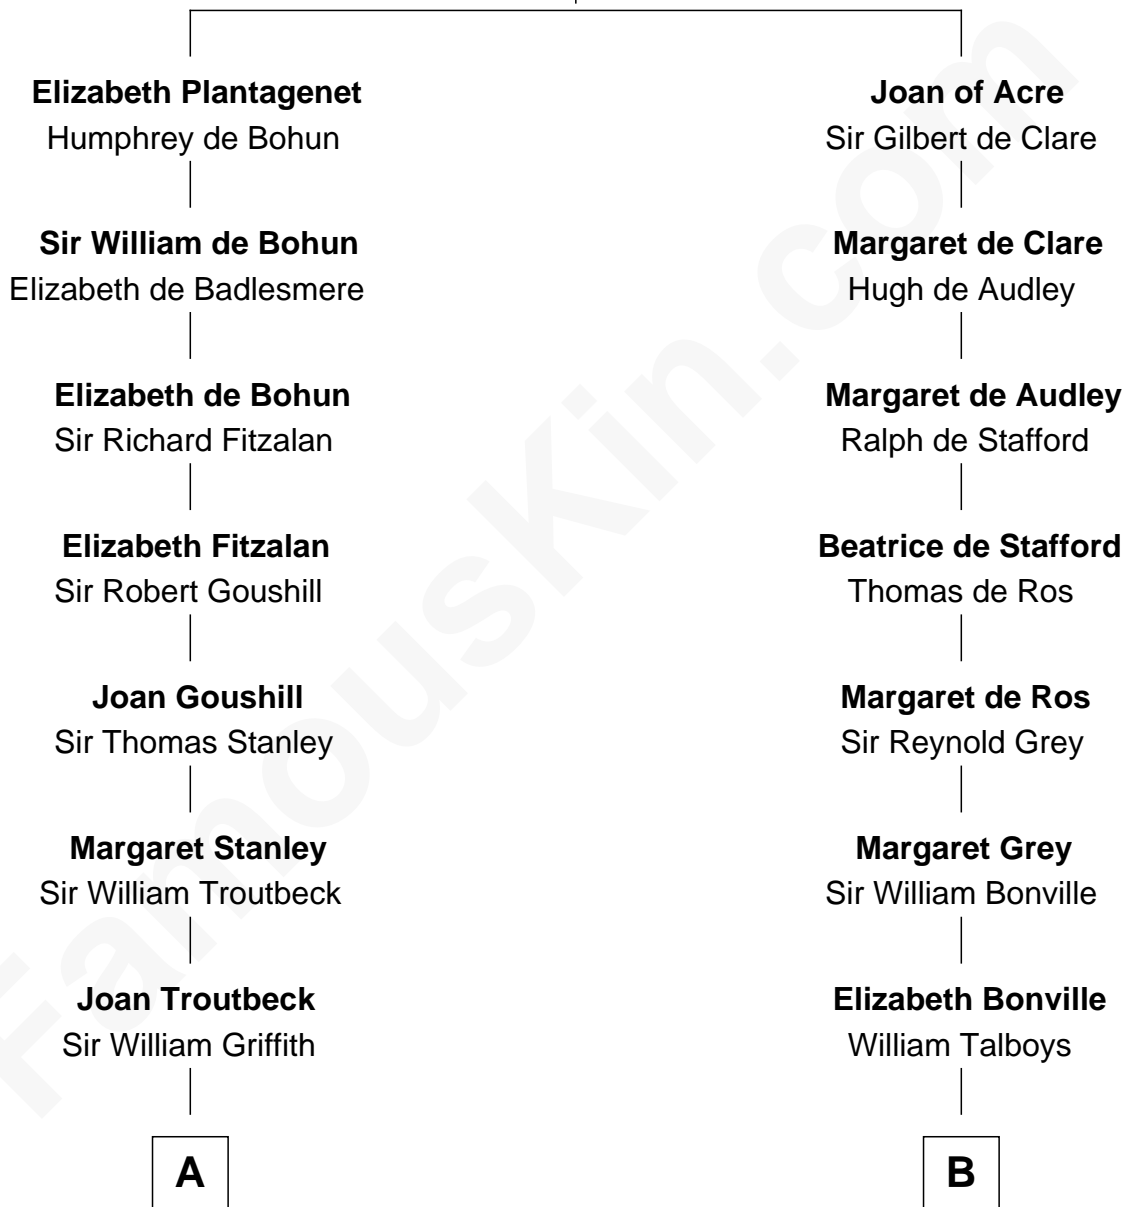 Elizabeth Plantagenet
Humphrey de Bohun
Joan of Acre
Sir Gilbert de Clare
Sir William de Bohun
Elizabeth de Badlesmere
Margaret de Clare
Hugh de Audley
Elizabeth de Bohun
Sir Richard Fitzalan
Margaret de Audley
Ralph de Stafford
Elizabeth Fitzalan
Sir Robert Goushill
Beatrice de Stafford
Thomas de Ros
Joan Goushill
Sir Thomas Stanley
Margaret de Ros
Sir Reynold Grey
Margaret Stanley
Sir William Troutbeck
Margaret Grey
Sir William Bonville
Joan Troutbeck
Sir William Griffith
Elizabeth Bonville
William Talboys
A
B
FamousKin.com